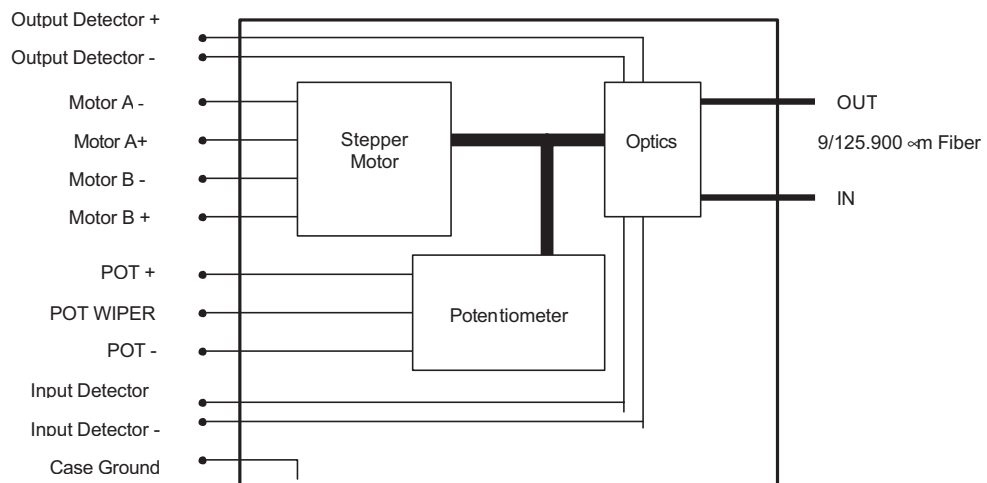 Output Detector +
Output Detector -
Motor A -
Motor A+
Motor B -
Motor B +
POT +
POT WIPER
POT -
Input Detector
Input Detector -
Case Ground
Stepper
Motor
Optics
Potentiometer
OUT
9/125.900 ∝m Fiber
IN